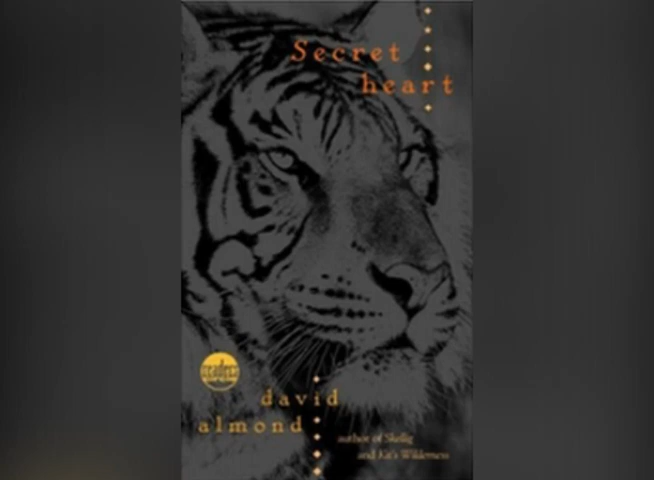 Secret
heart
david
almond
author of Skellig
and Kit's Wilderness